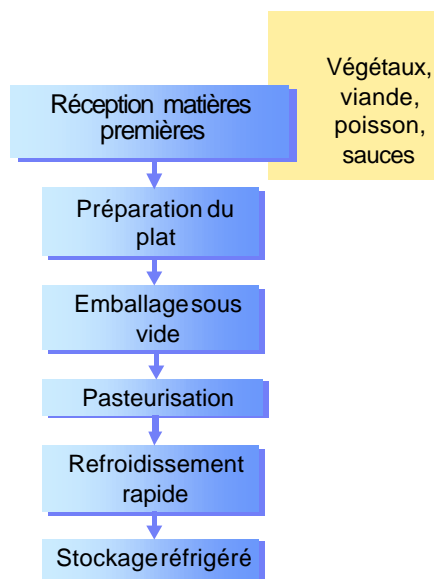 Végétaux,
viande,
poisson,
sauces
Réception matières
premières
Préparation du
plat
Emballage sous
vide
Pasteurisation
Refroidissement
rapide
Stockage réfrigéré